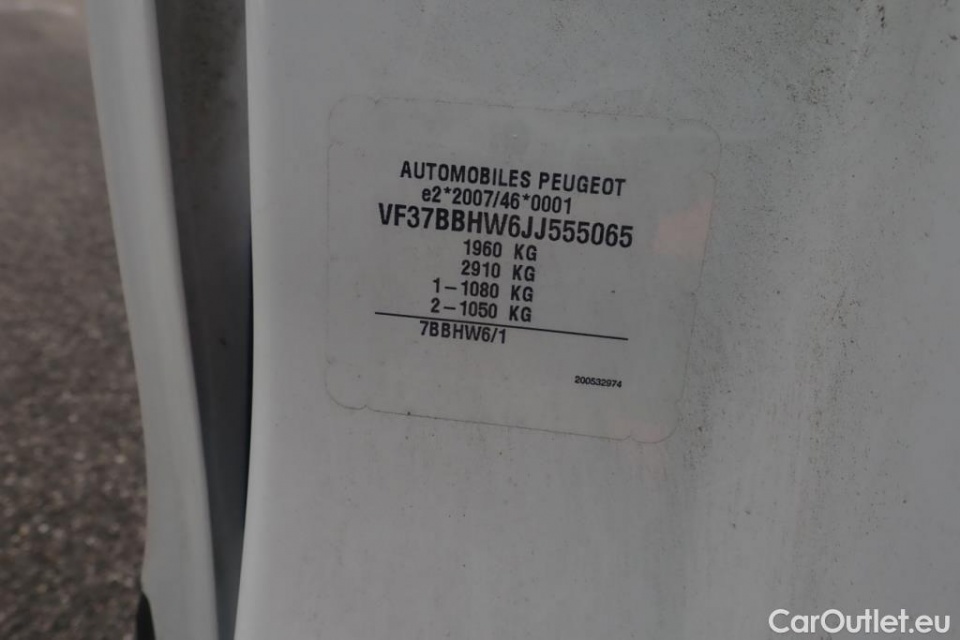 AUTOMOBILES PEUGEOT
e2*2007/46*0001
VF37BBHW6JJ555065
1960 KG
2910 KG
1-1080 KG
2-1050 KG
7BBHW6/1
200532974
CarOutlet.eu